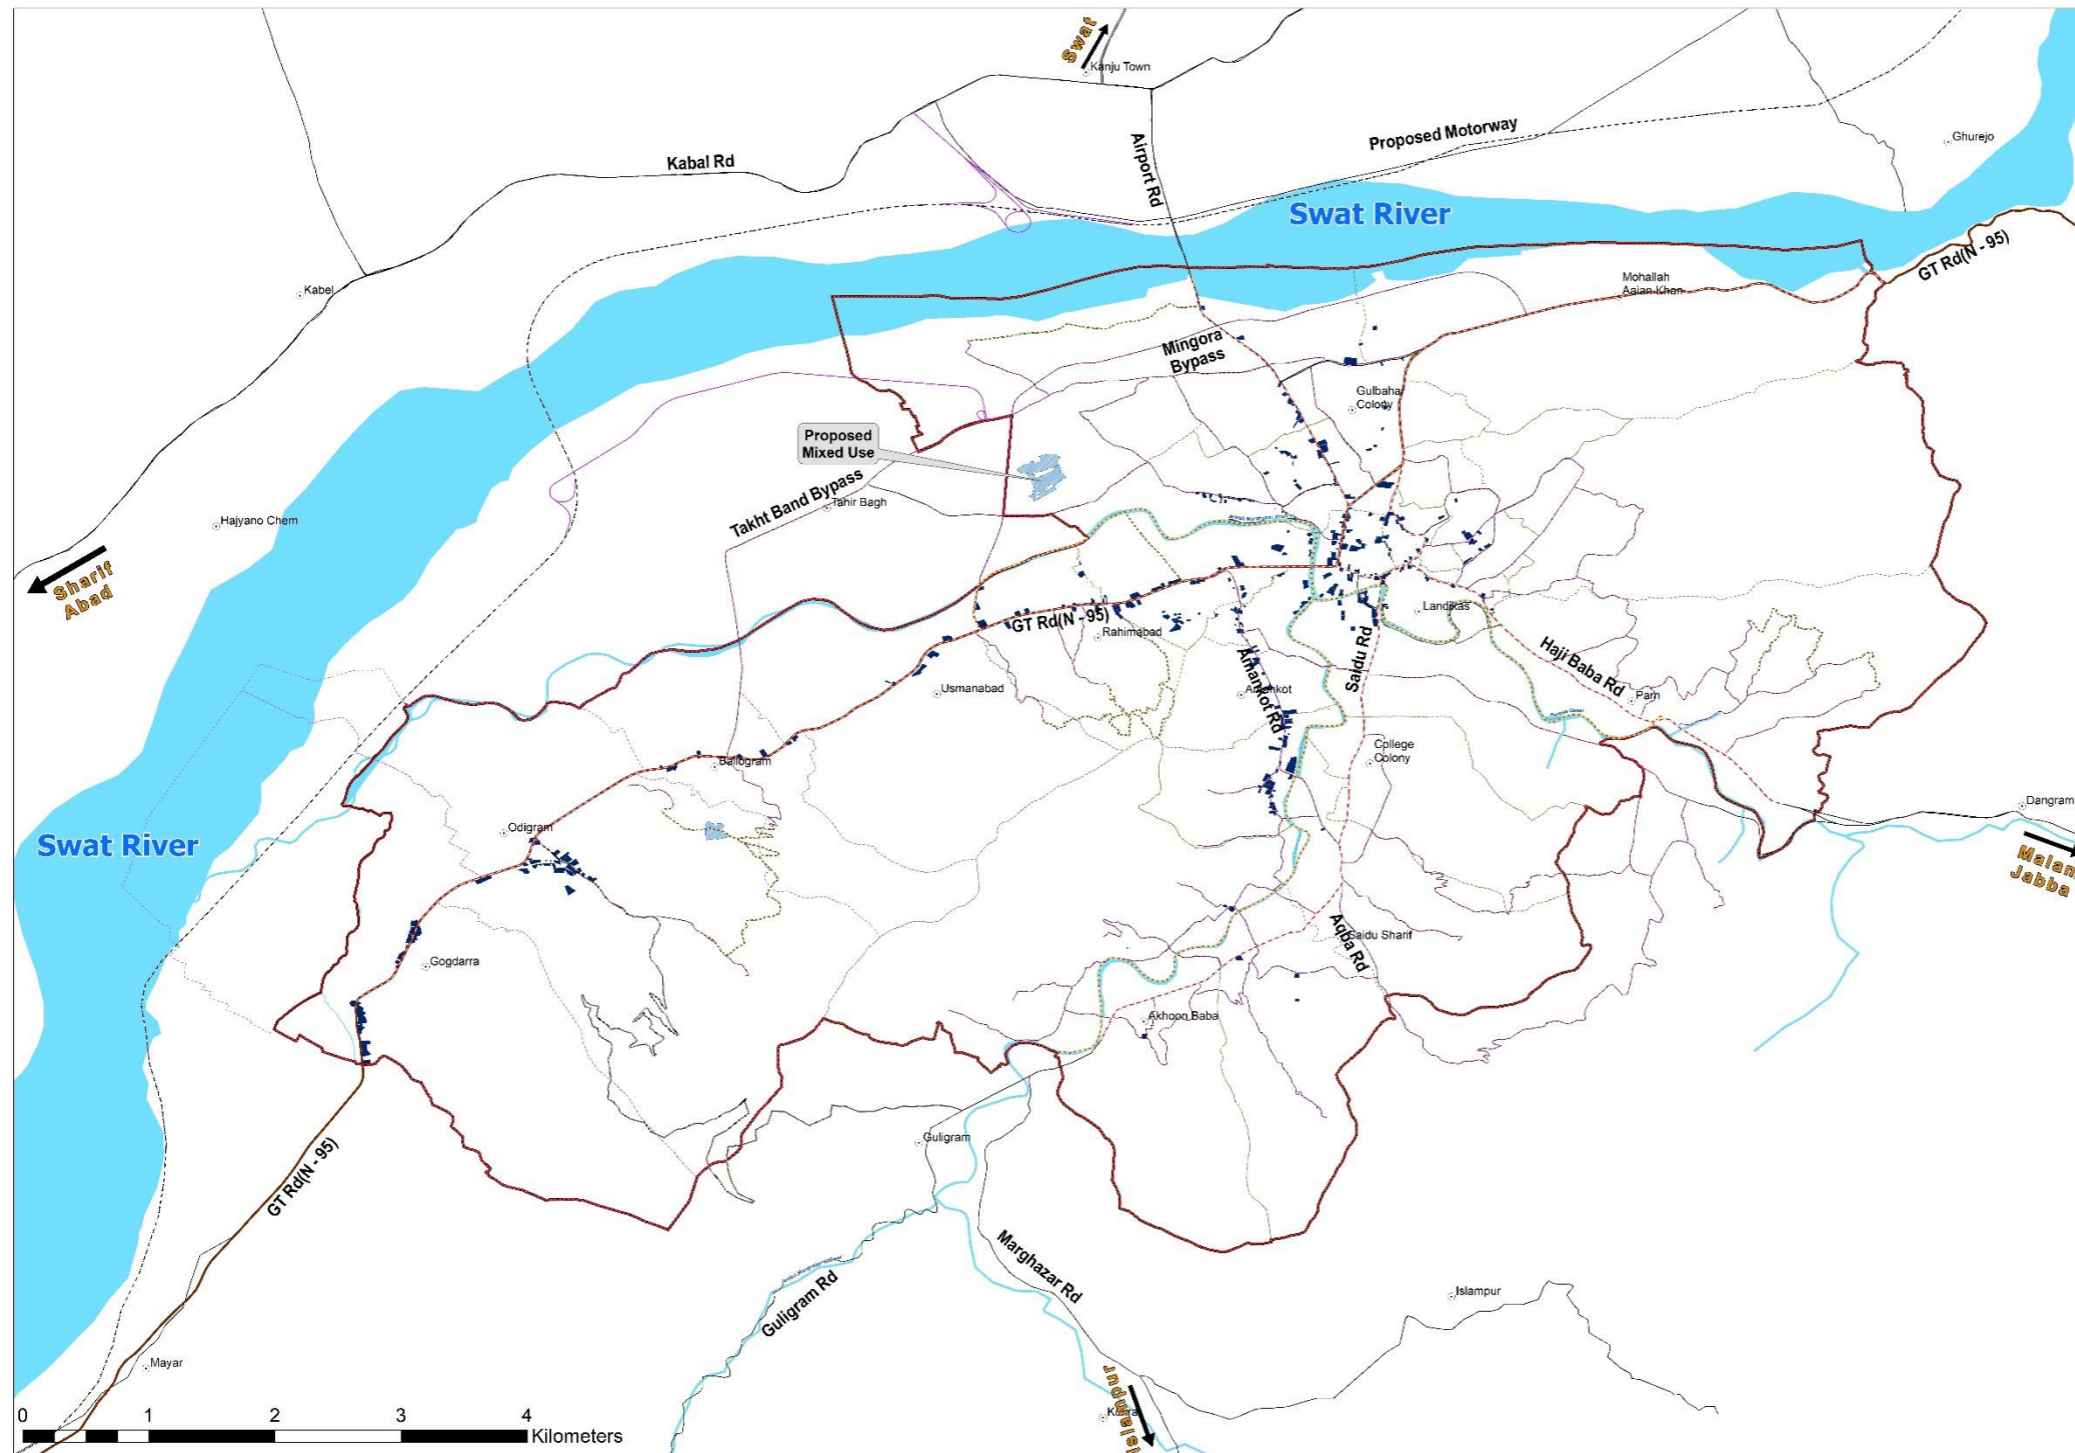 Swat
Kanju Town
Proposed Motorway
Ghurejo
Kabal Rd
Airport Rd
Swat River
GT Rd(N - 95)
Mohallah
Aaian Khan
Kabel
Mingora
Bypass
Gulbahar
Colony
Proposed
Mixed Use
Takht Band Bypass
Tahir Bagh
Hajyano Chem
Sharif
Abad
GT Rd(N - 95)
Rahimabad
Landikas
Haji Baba Rd
Saidu Rd
Amankot
Amankot Rd
Usmanabad
Pam
College
Colony
Ballogram
Dangram
Odigram
Swat River
Malam
Jabba
Saidu Sharif
Aqba Rd
Gogdarra
Akhoon Baba
Guligram
GT Rd(N - 95)
Marghazar Rd
Guligram Rd
Islampur
Mayar
Islampur
0 1 2 3 4
Kilometers